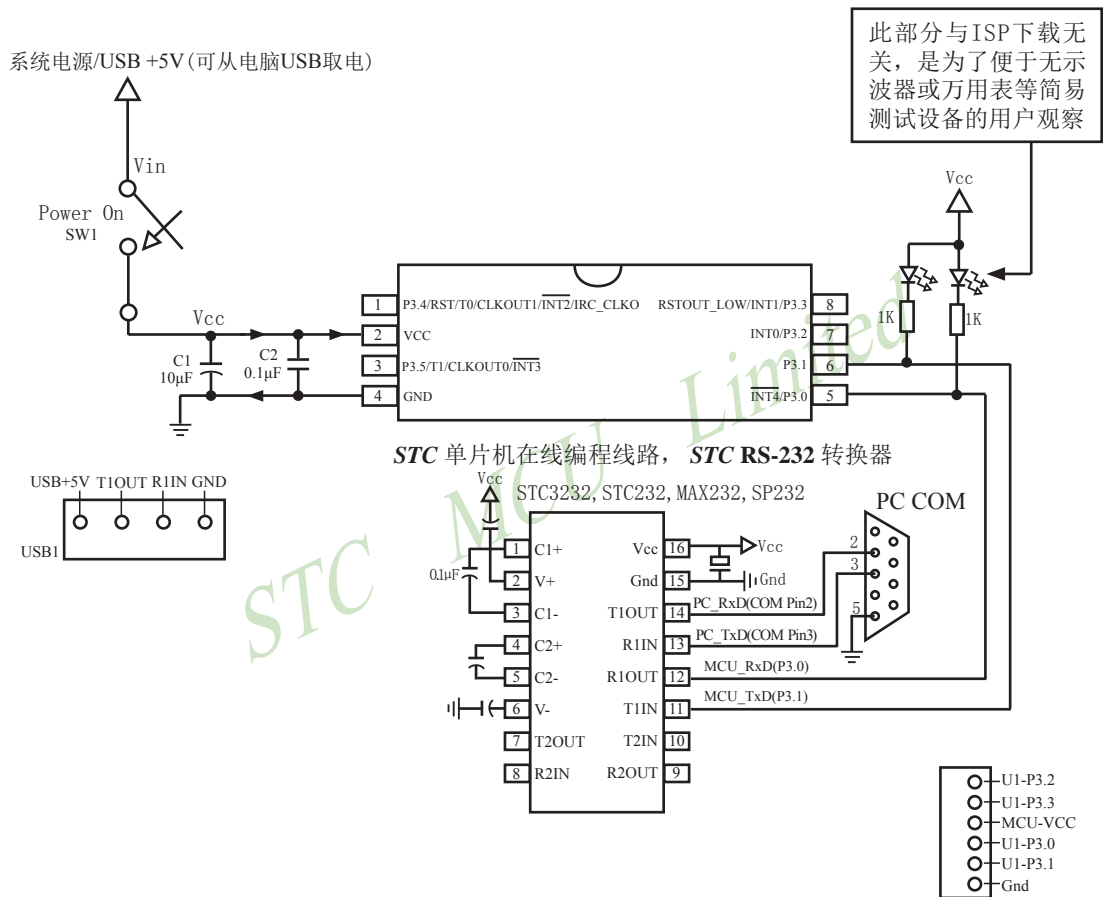 此部分与ISP下载无
关，是为了便于无示
波器或万用表等简易
测试设备的用户观察
系统电源/USB +5V(可从电脑USB取电)
Vin
Power On
SW1
Vcc
Vcc
C1
10μF
C2
0.1μF
1 P3.4/RST/T0/CLKOUT1/INT2/IRC_CLKO
2 VCC
3 P3.5/T1/CLKOUT0/INT3
4 GND
RSTOUT_LOW/INT1/P3.3 8
INT0/P3.2 7
P3.1 6
INT4/P3.0 5
1K
1K
STC MCU Limited
STC 单片机在线编程线路， STC RS-232 转换器
STC3232,STC232,MAX232,SP232
USB+5V T1OUT R1IN GND
USB1
Vcc
0.1μF
1 C1+
2 V+
3 C1-
4 C2+
5 C2-
6 V-
7 T2OUT
8 R2IN
Vcc 16
Gnd 15
T1OUT 14
R1IN 13
R1OUT 12
T1IN 11
T2IN 10
R2OUT 9
Vcc
Gnd
PC_RxD(COM Pin2)
PC_TxD(COM Pin3)
MCU_RxD(P3.0)
MCU_TxD(P3.1)
PC COM
2
3
5
U1-P3.2
U1-P3.3
MCU-VCC
U1-P3.0
U1-P3.1
Gnd